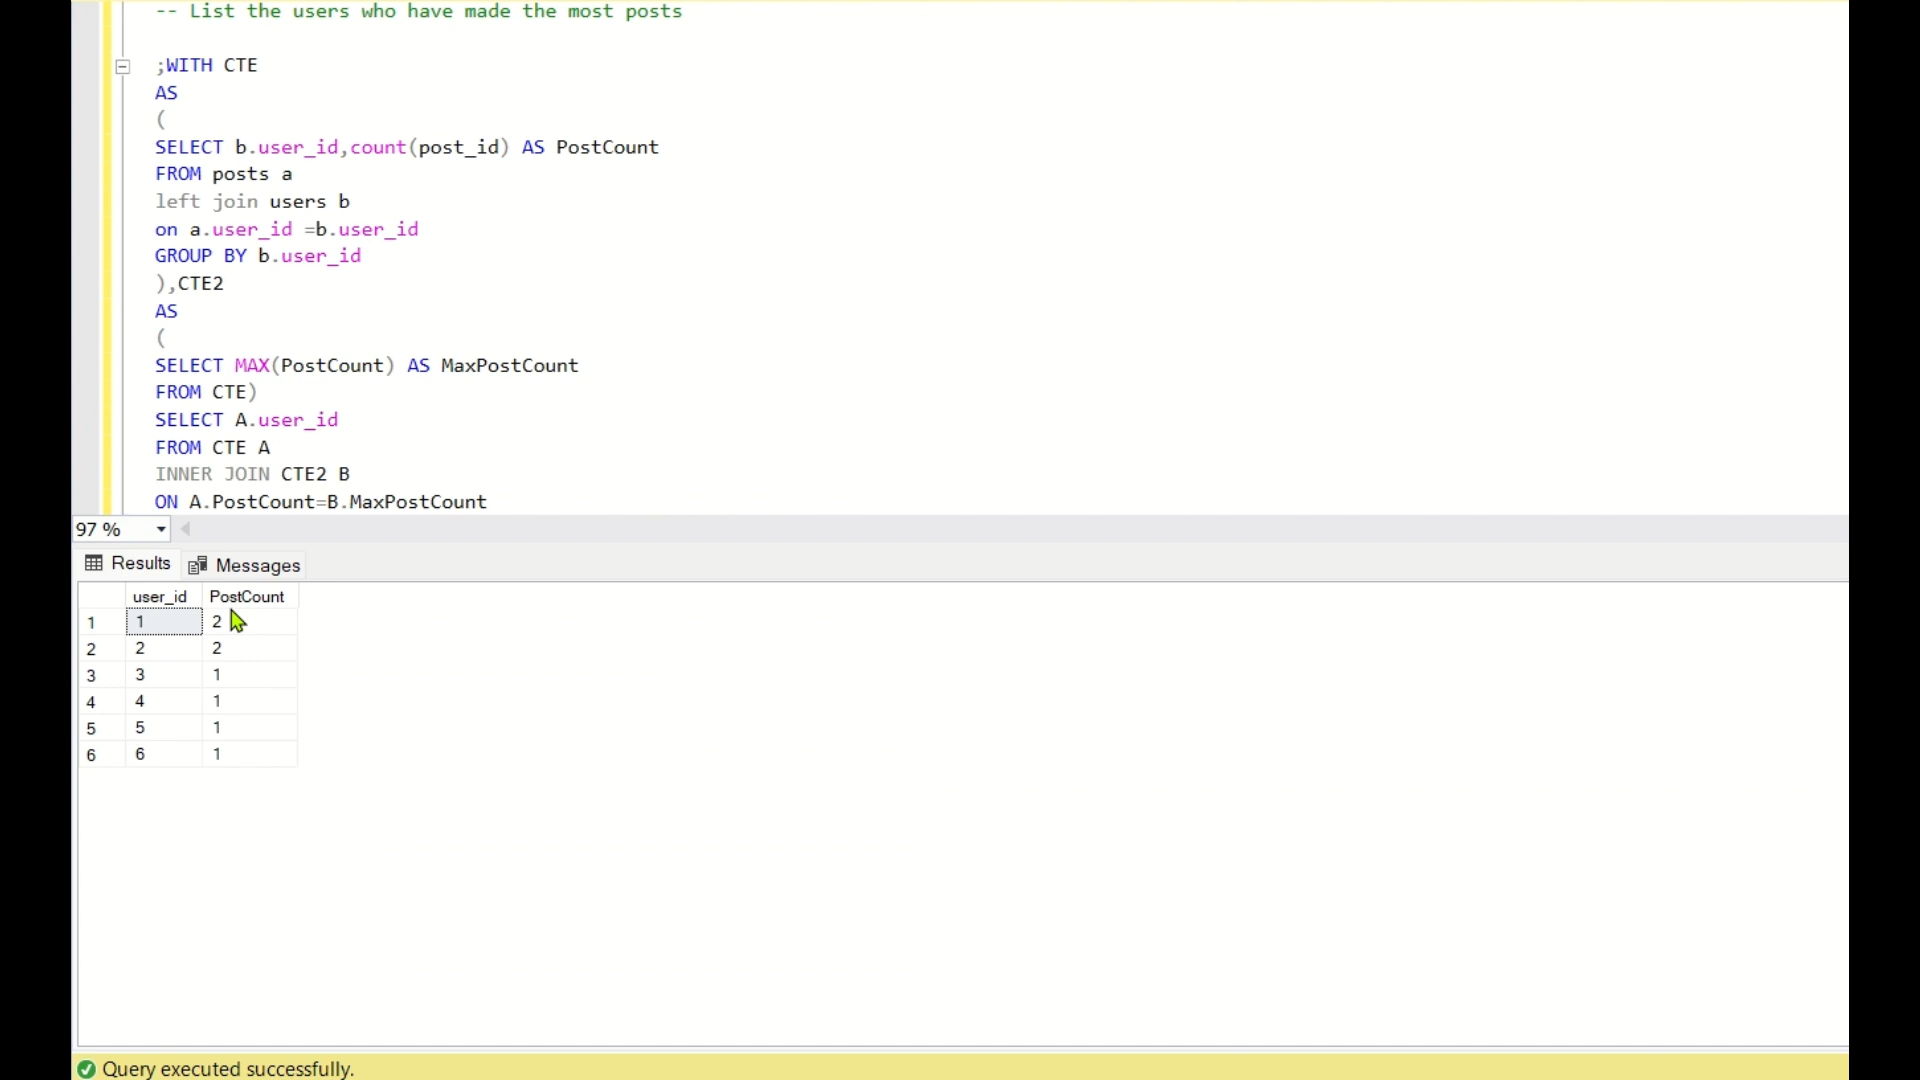 -- List the users who have made the most posts
;WITH CTE
AS
(
SELECT b.user_id,count(post_id) AS PostCount
FROM posts a
left join users b
on a.user_id =b.user_id
GROUP BY b.user_id
),CTE2
AS
(
SELECT MAX(PostCount) AS MaxPostCount
FROM CTE)
SELECT A.user_id
FROM CTE A
INNER JOIN CTE2 B
ON A.PostCount=B.MaxPostCount
97 %
Results Messages
user_id PostCount
1 1 2
2 2 2
3 3 1
4 4 1
5 5 1
6 6 1
Query executed successfully.